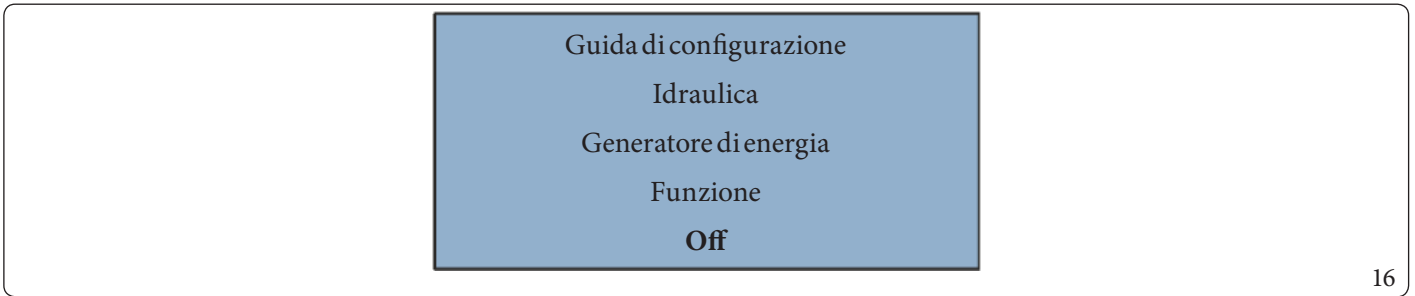 Guida di configurazione
Idraulica
Generatore di energia
Funzione
Off
16